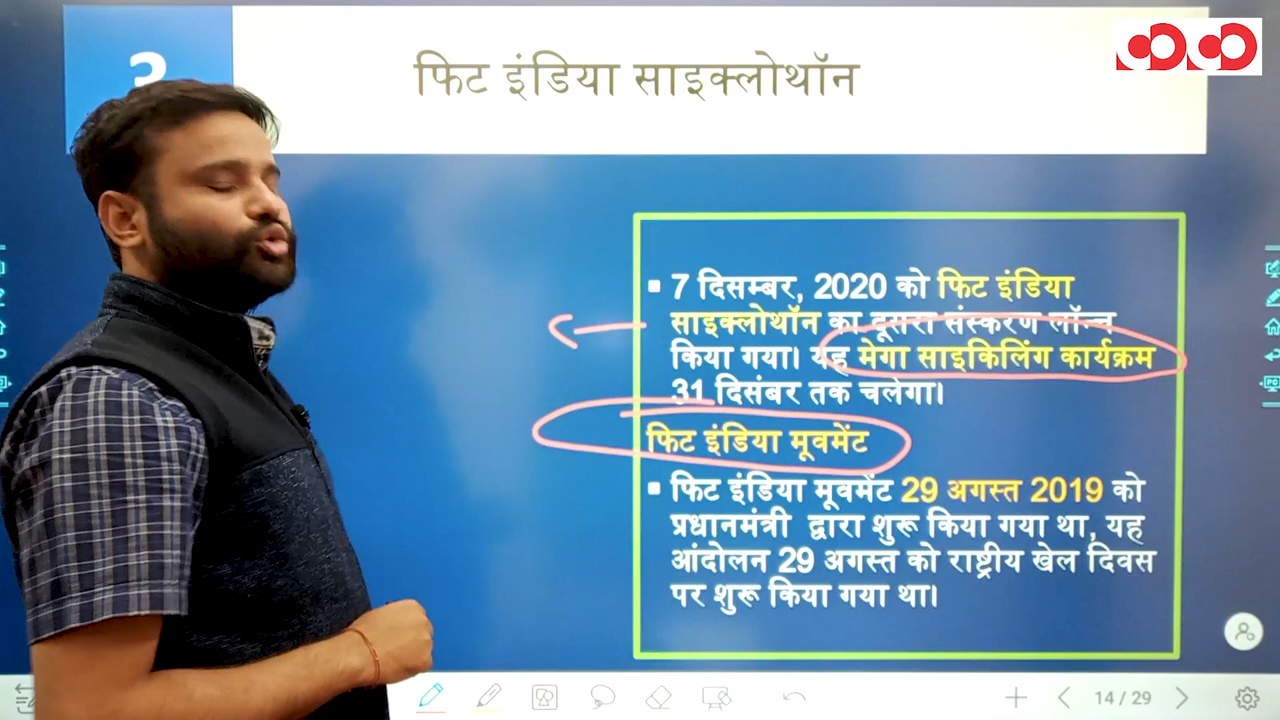 फिट इंडिया साइक्लोथॉन
7 दिसम्बर, 2020 को फिट इंडिया
साइक्लोथॉन का दूसरा संस्करण लॉन्च
किया गया। यह मेगा साइकिलिंग कार्यक्रम
31 दिसंबर तक चलेगा।
फिट इंडिया मूवमेंट
फिट इंडिया मूवमेंट 29 अगस्त 2019 को
प्रधानमंत्री द्वारा शुरू किया गया था, यह
आंदोलन 29 अगस्त को राष्ट्रीय खेल दिवस
पर शुरू किया गया था।
14 / 29